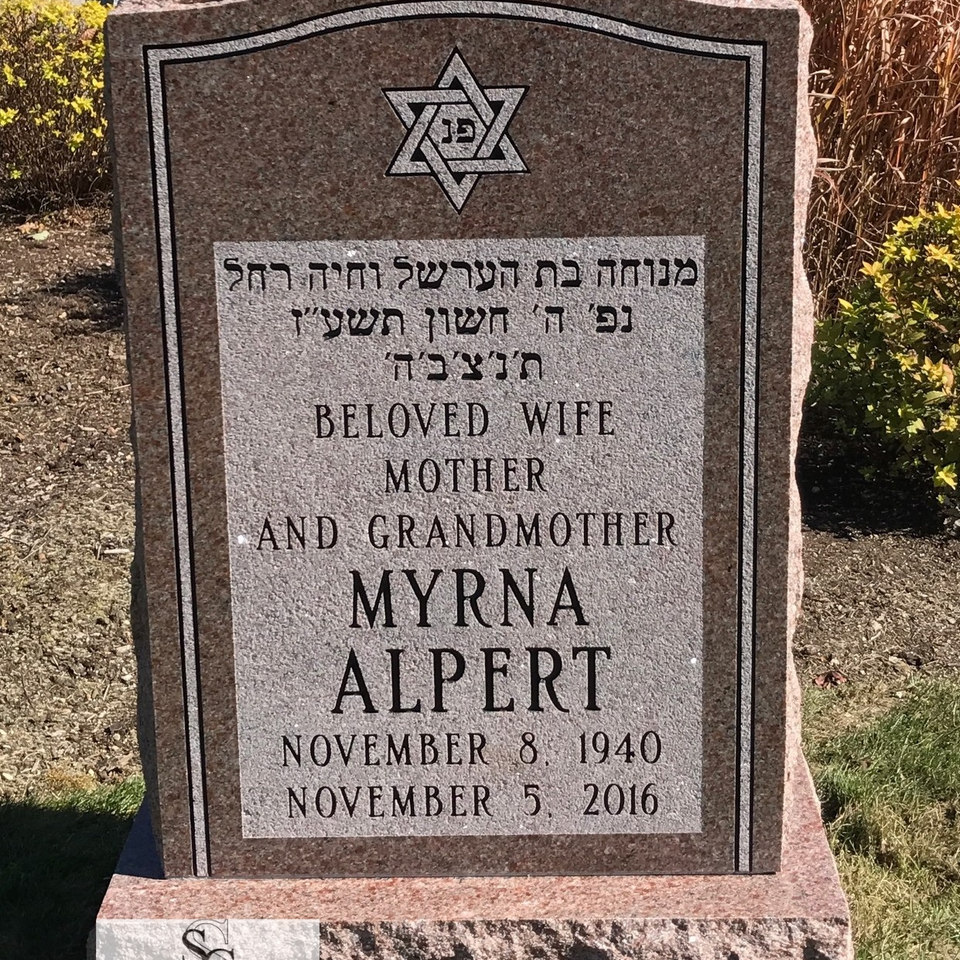 פנ
מנוחה בת הערשל וחיה רחל
נפ' ה' חשון תשע"ז
ת'נ'צ'ב'ה'
BELOVED WIFE
MOTHER
AND GRANDMOTHER
MYRNA
ALPERT
NOVEMBER 8, 1940
NOVEMBER 5, 2016